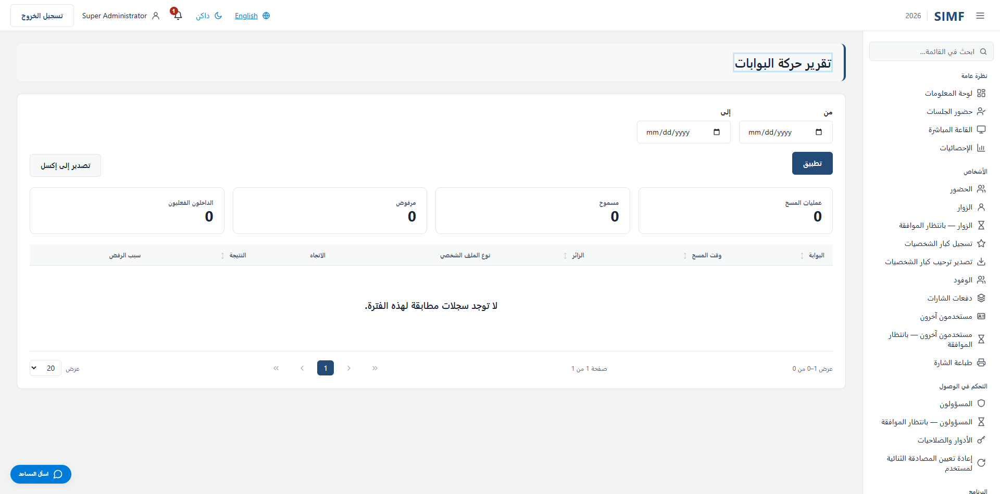 SIMF
2026
English
داكن
1
Super Administrator
تسجيل الخروج
ابحث في القائمة...
نظرة عامة
لوحة المعلومات
حضور الجلسات
القاعة المباشرة
الإحصائيات
الأشخاص
الحضور
الزوار
الزوار — بانتظار الموافقة
تسجيل كبار الشخصيات
تصدير ترحيب كبار الشخصيات
الوفود
دفعات الشارات
مستخدمون آخرون
مستخدمون آخرون — بانتظار
الموافقة
طباعة الشارة
التحكم في الوصول
المسؤولون
المسؤولون — بانتظار الموافقة
الأدوار والصلاحيات
إعادة تعيين المصادقة الثنائية
لمستخدم
البرنامج
تقرير حركة البوابات
من
إلى
mm/dd/yyyy
mm/dd/yyyy
تطبيق
تصدير إلى إكسل
عمليات المسح
0
مسموح
0
مرفوض
0
الداخلون الفعليون
0
البوابة
وقت المسح
الزائر
نوع الملف الشخصي
الاتجاه
النتيجة
سبب الرفض
لا توجد سجلات مطابقة لهذه الفترة.
عرض 1–0 من 0
صفحة 1 من 1
« ‹ 1 › »
عرض
20
اسأل المساعد